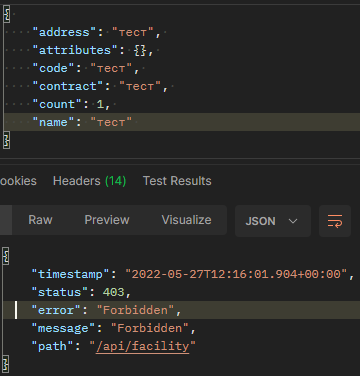 {
"address": "тест",
"attributes": {},
"code": "тест",
"contract": "тест",
"count": 1,
"name": "тест"
}
ookies
Headers (14)
Test Results
Raw
Preview
Visualize
JSON
{
"timestamp": "2022-05-27T12:16:01.904+00:00",
"status": 403,
"error": "Forbidden",
"message": "Forbidden",
"path": "/api/facility"
}